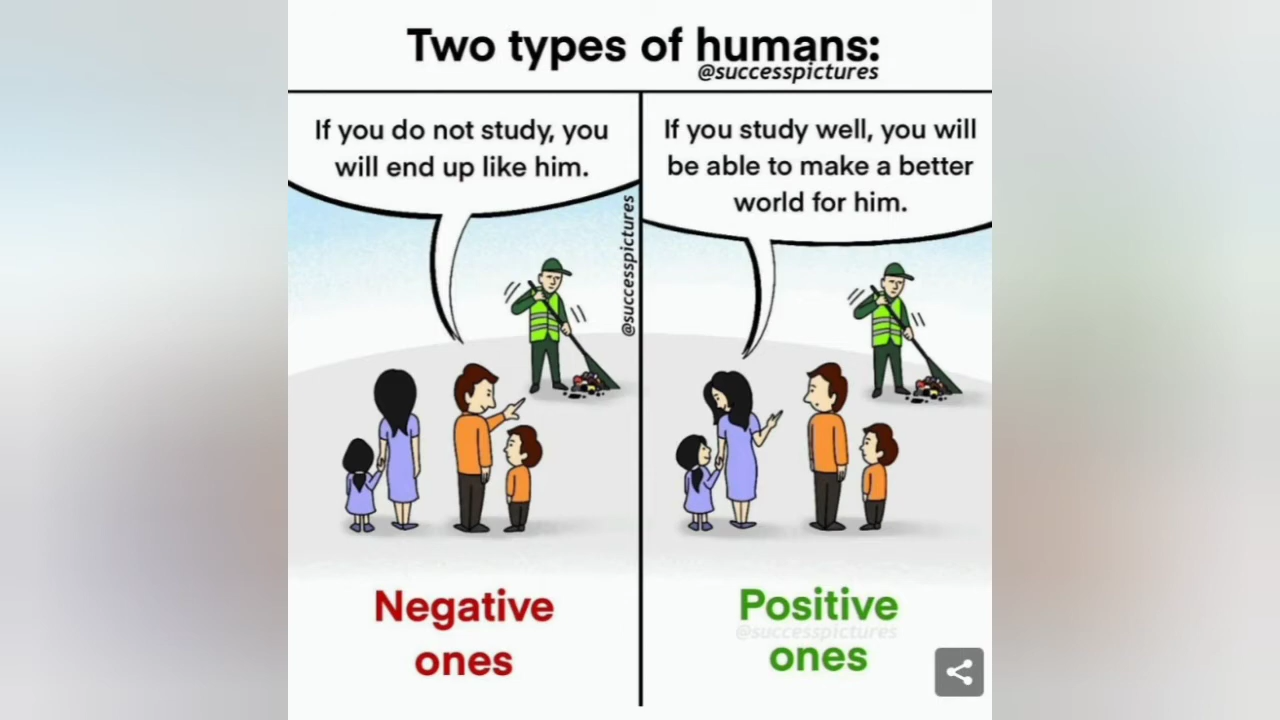 Two types of humans:
@successpictures
If you do not study, you
will end up like him.
@successpictures
Negative
ones
If you study well, you will
be able to make a better
world for him.
Positive
@successpictures
ones